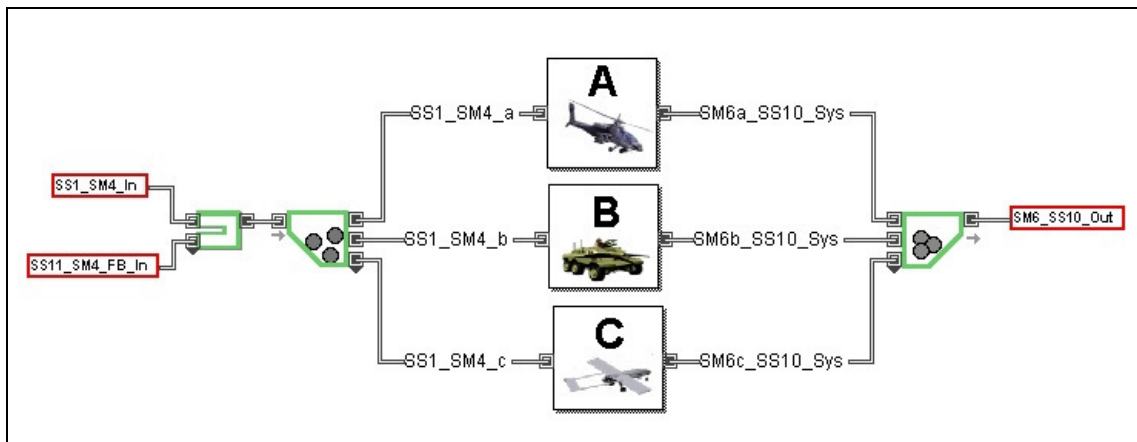 A
SS1_SM4_a
SM6a_SS10_Sys
SS1_SM4_In
B
SM6_SS10_Out
SS1_SM4_b
SM6b_SS10_Sys
SS11_SM4_FB_In
C
SS1_SM4_c
SM6c_SS10_Sys